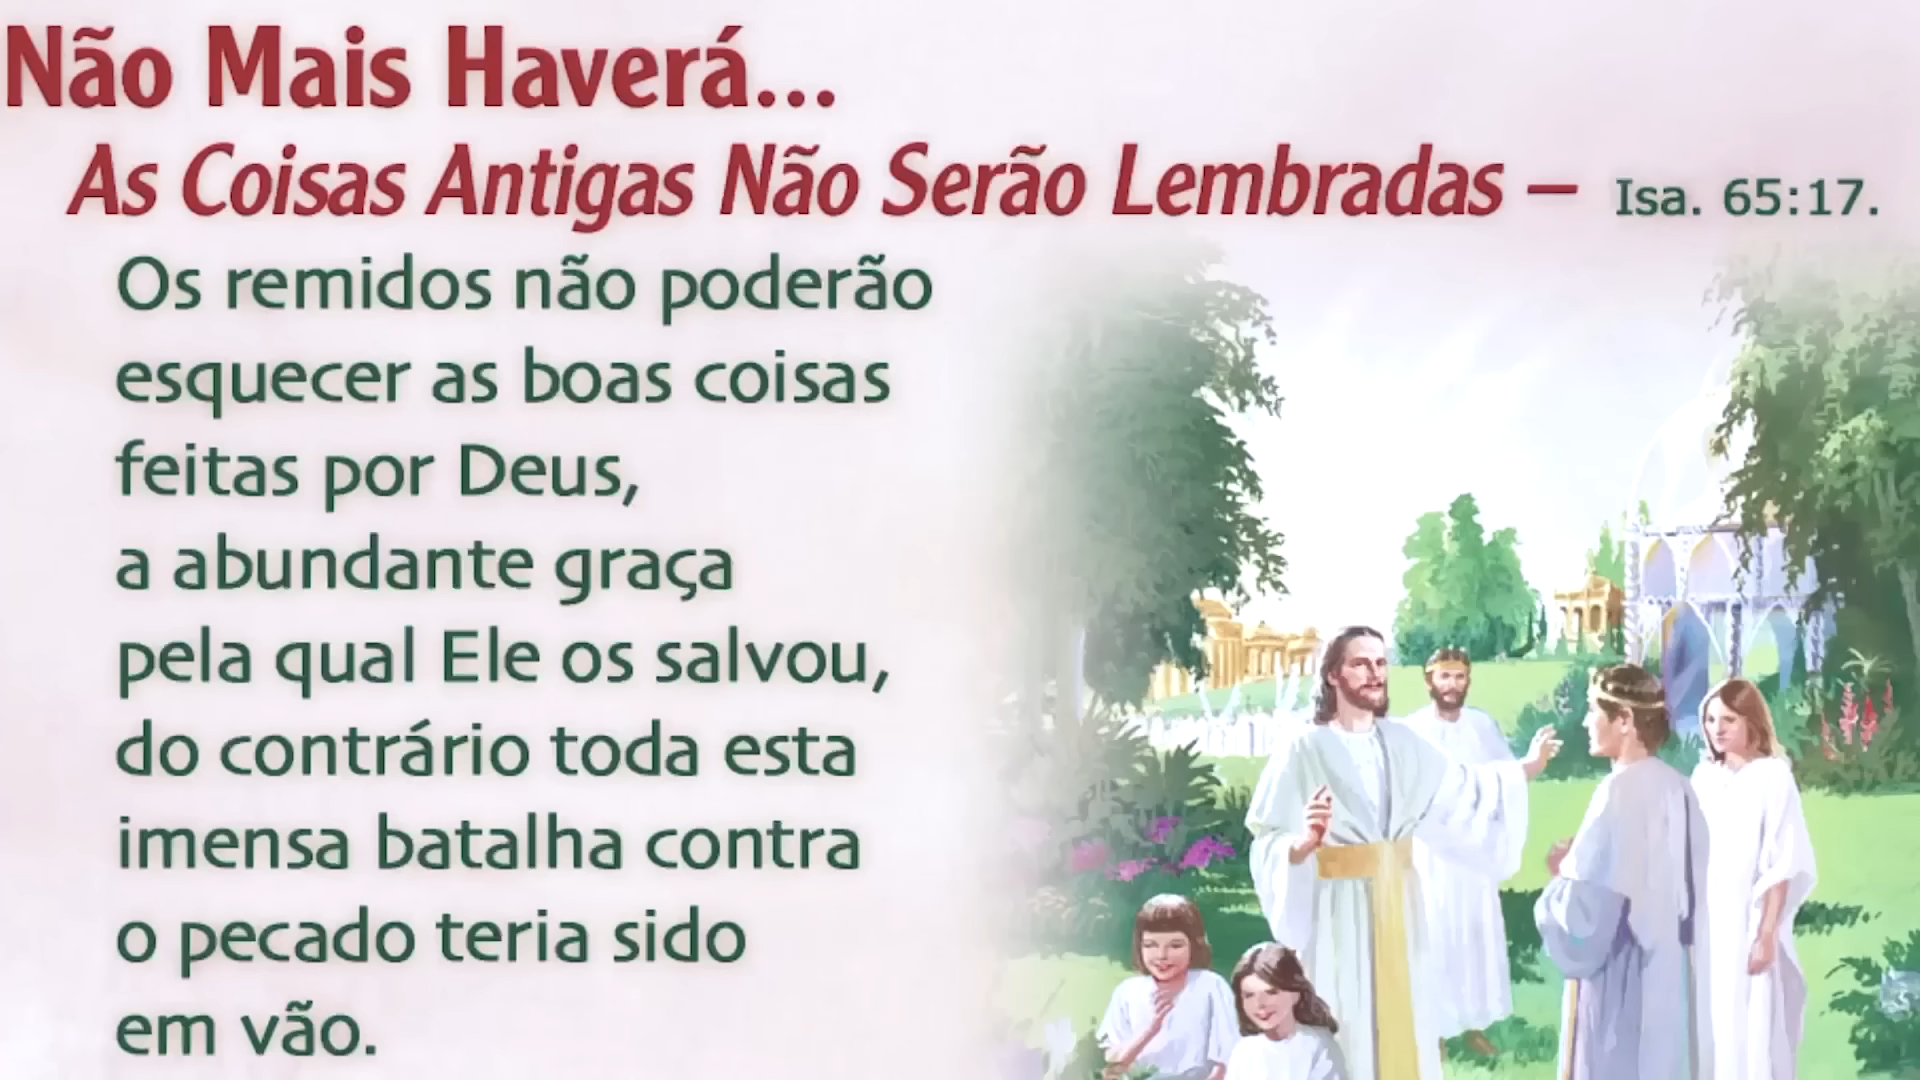 Não Mais Haverá...
As Coisas Antigas Não Serão Lembradas – Isa. 65:17.
Os remidos não poderão
esquecer as boas coisas
feitas por Deus,
a abundante graça
pela qual Ele os salvou,
do contrário toda esta
imensa batalha contra
o pecado teria sido
em vão.